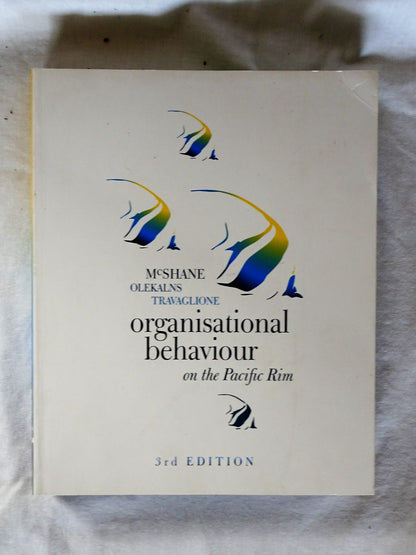 McSHANE
OLEKALNS
TRAVAGLIONE
organisational
behaviour
on the Pacific Rim
3rd EDITION